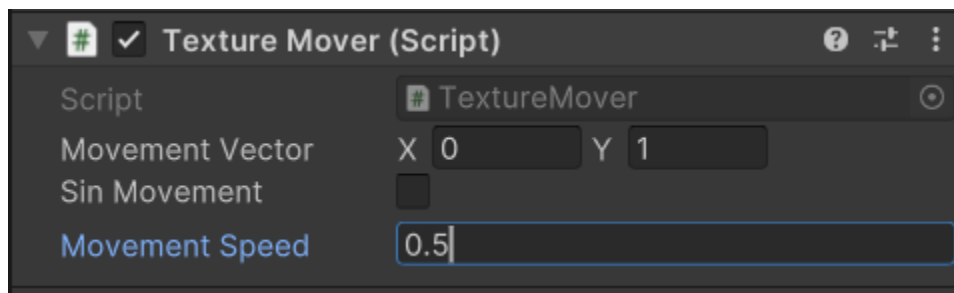 # Texture Mover (Script)
Script # TextureMover
Movement Vector X 0 Y 1
Sin Movement
Movement Speed 0.5